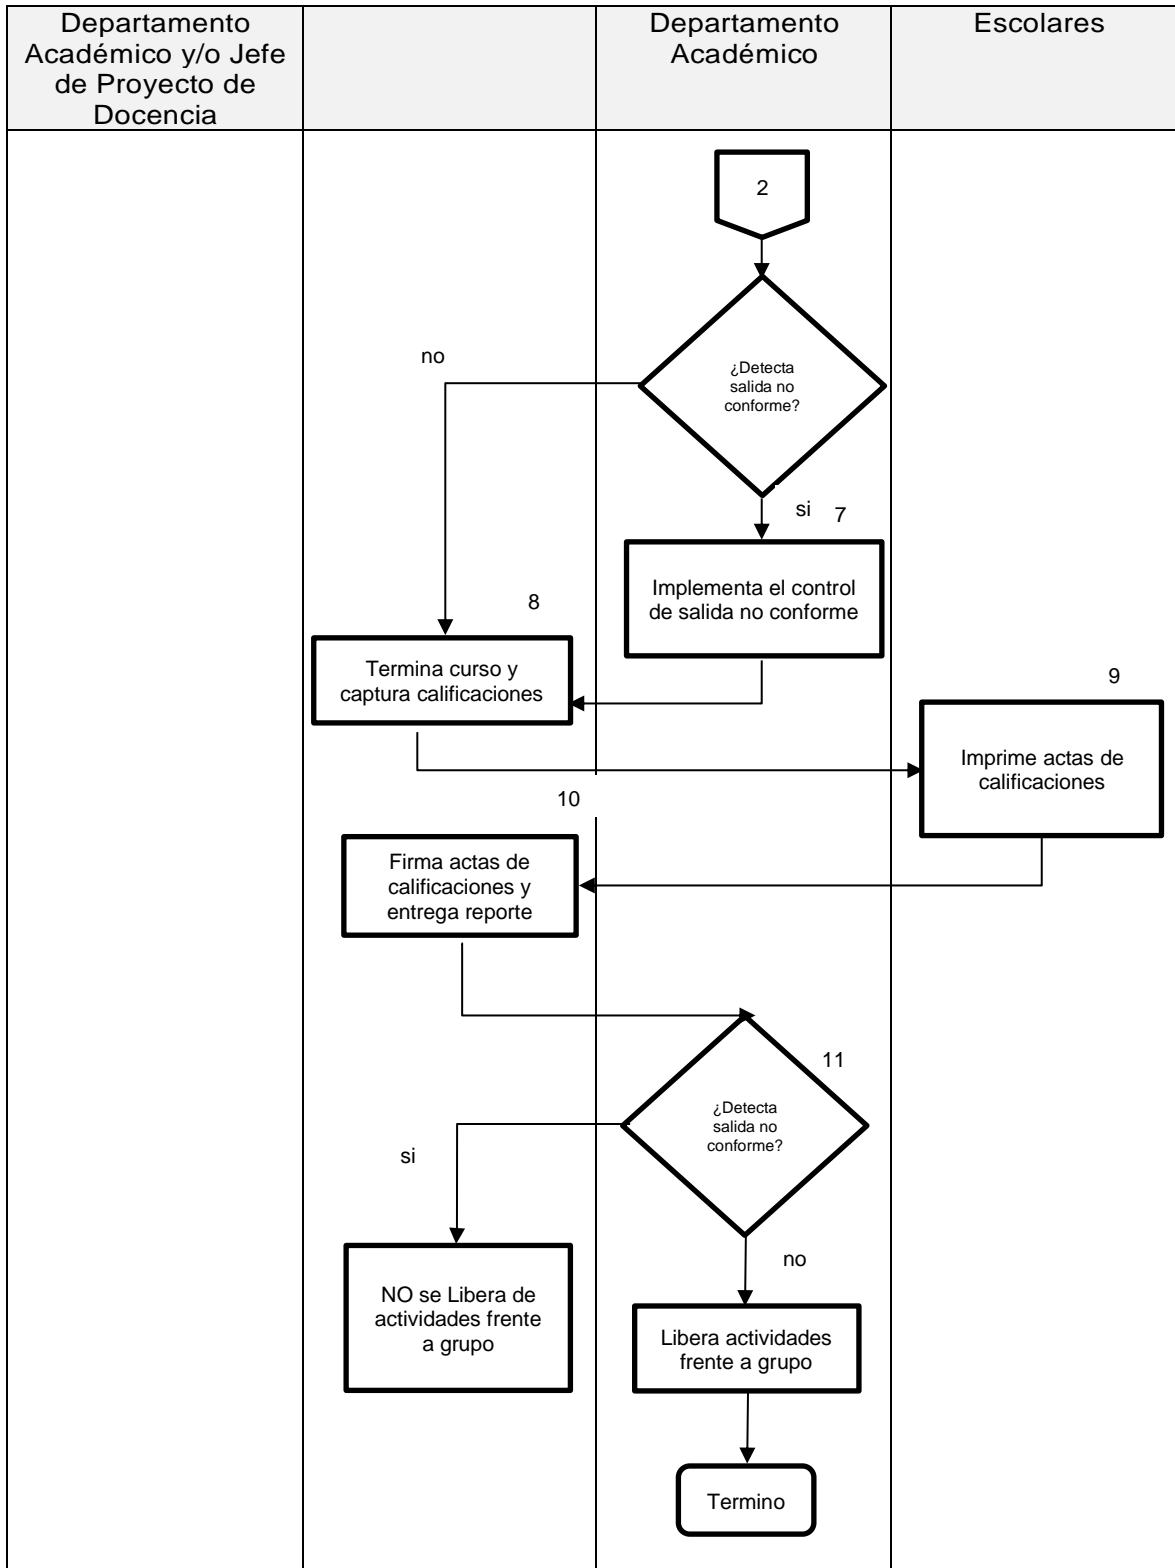 Departamento
Académico y/o Jefe
de Proyecto de
Docencia
Departamento
Académico
Escolares
2
¿Detecta
salida no
conforme?
no
si
7
Implementa el control
de salida no conforme
8
Termina curso y
captura calificaciones
9
Imprime actas de
calificaciones
10
Firma actas de
calificaciones y
entrega reporte
11
¿Detecta
salida no
conforme?
si
no
NO se Libera de
actividades frente
a grupo
Libera actividades
frente a grupo
Termino